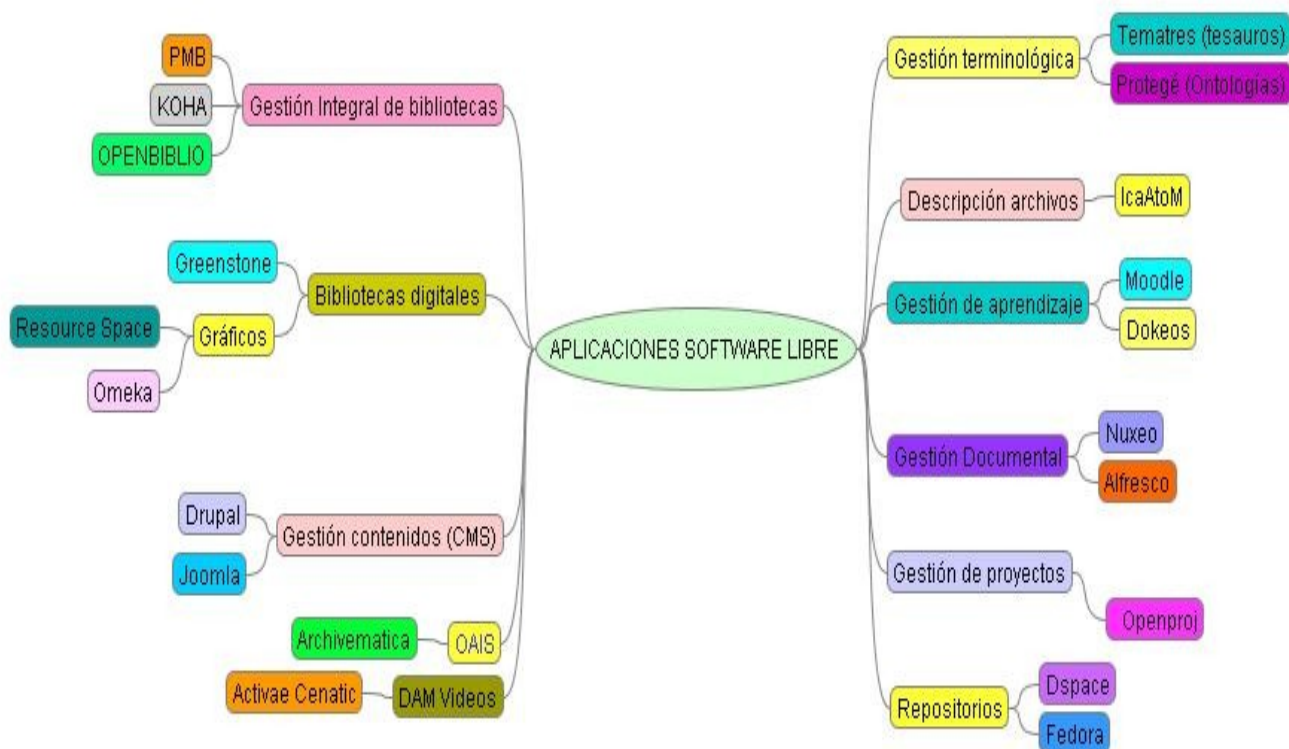 APLICACIONES SOFTWARE LIBRE
Gestión Integral de bibliotecas
PMB
KOHA
OPENBIBLIO
Bibliotecas digitales
Greenstone
Gráficos
Resource Space
Omeka
Gestión contenidos (CMS)
Drupal
Joomla
OAIS
Archivematica
DAM Videos
Activae Cenatic
Gestión terminológica
Tematres (tesauros)
Protegé (Ontologías)
Descripción archivos
IcaAtoM
Gestión de aprendizaje
Moodle
Dokeos
Gestión Documental
Nuxeo
Alfresco
Gestión de proyectos
Openproj
Repositorios
Dspace
Fedora